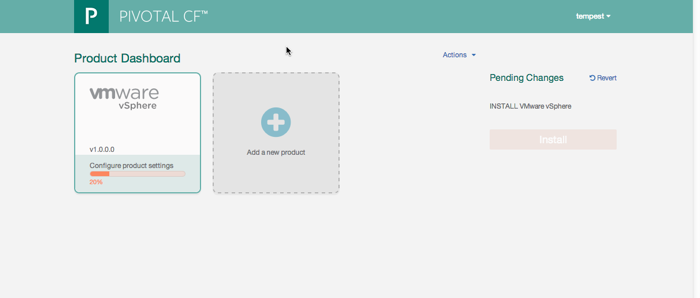 P PIVOTAL CF™
tempest
Product Dashboard
Actions
vmware
vSphere
v1.0.0.0
Configure product settings
20%
Add a new product
Pending Changes
Revert
INSTALL VMware vSphere
Install